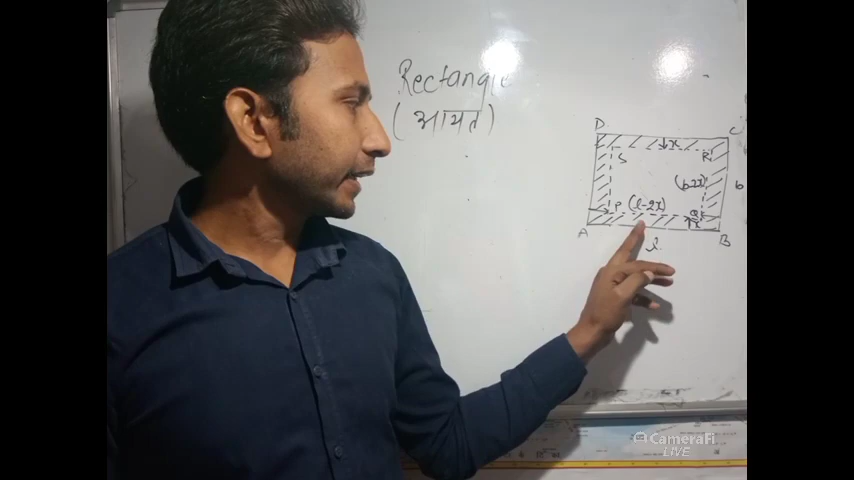 Rectangle
(आयत)
D
C
x
S
R
(b-2x)
b
P (l-2x)
Q
x
A
B
l
CameraFi
LIVE